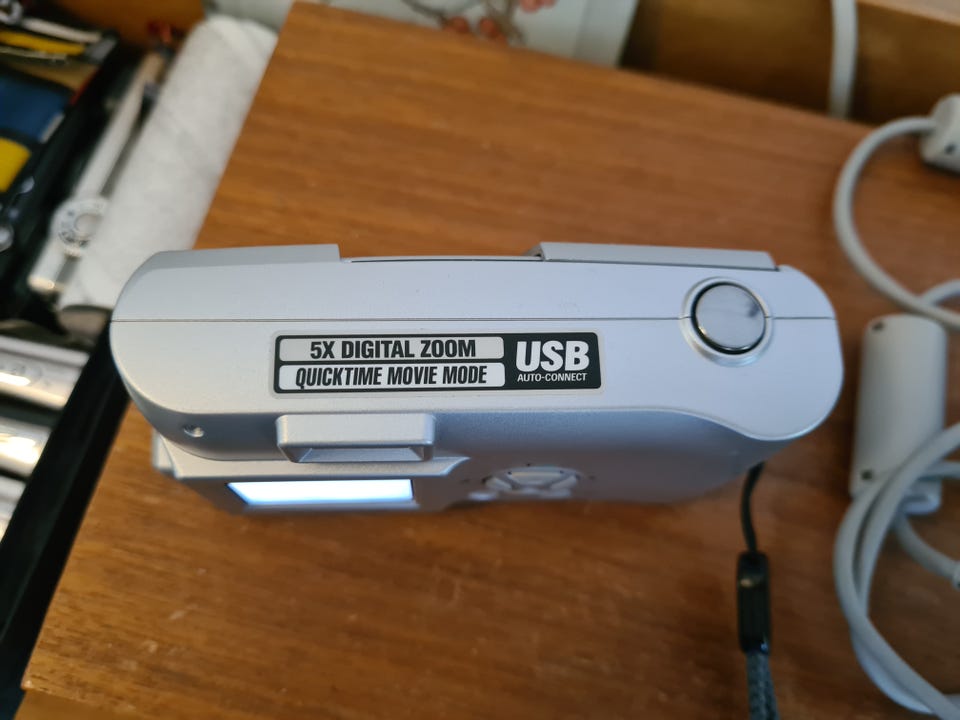 5X DIGITAL ZOOM
QUICKTIME MOVIE MODE
USB
AUTO-CONNECT